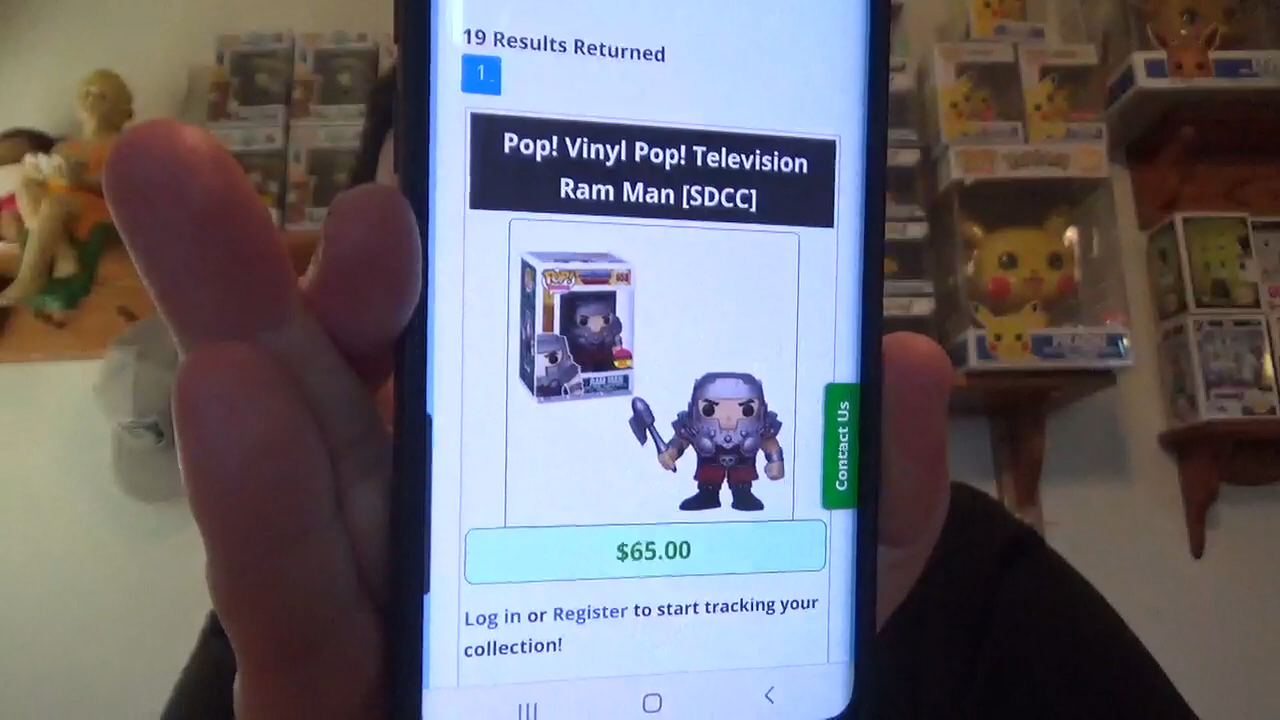 19 Results Returned
1
Pop! Vinyl Pop! Television
Ram Man [SDCC]
POP!
Contact Us
$65.00
Log in or Register to start tracking your
collection!